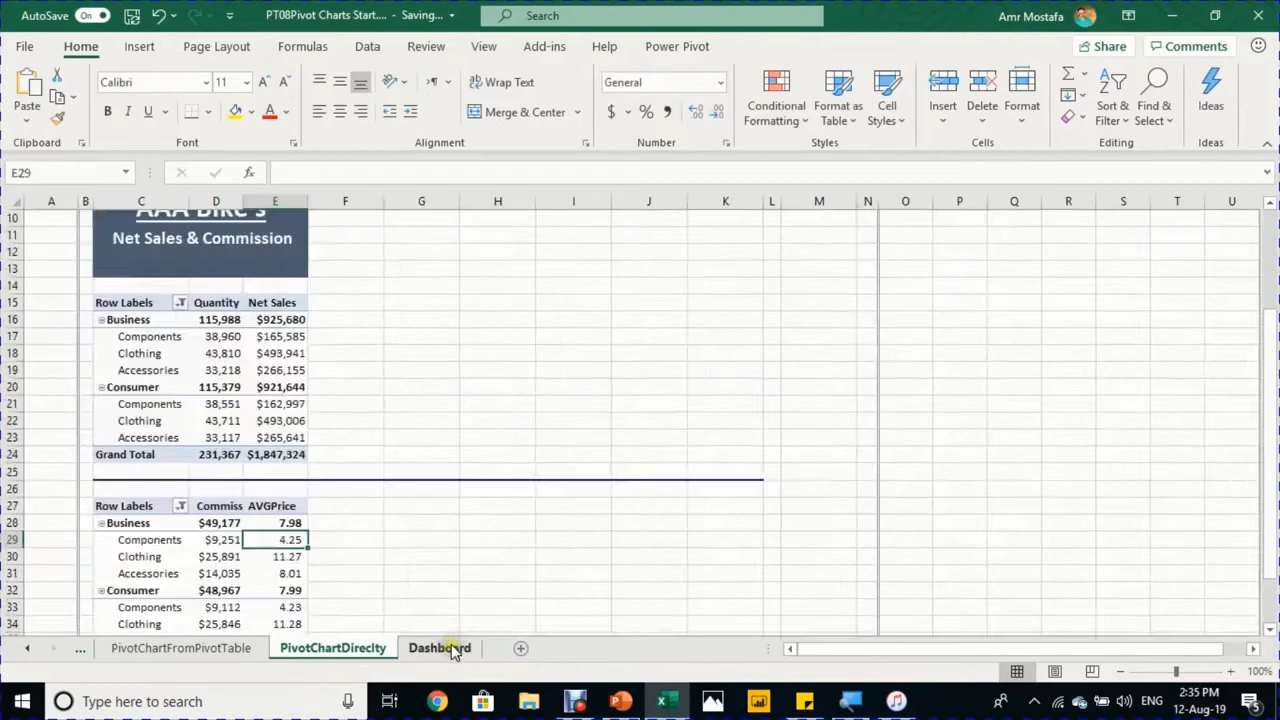 AutoSave On PT08Pivot Charts Start.... - Saving... Search Amr Mostafa
File Home Insert Page Layout Formulas Data Review View Add-ins Help Power Pivot Share Comments
Calibri 11 Wrap Text General
Paste B I U Merge & Center $ % Conditional Formatting Format as Table Cell Styles Insert Delete Format Sort & Filter Find & Select Ideas
Clipboard Font Alignment Number Styles Cells Editing Ideas
E29 fx
A B C D E F G H I J K L M N O P Q R S T U
10 AAA Bike's
11 Net Sales & Commission
12
13
14
15 Row Labels Quantity Net Sales
16 Business 115,988 $925,680
17 Components 38,960 $165,585
18 Clothing 43,810 $493,941
19 Accessories 33,218 $266,155
20 Consumer 115,379 $921,644
21 Components 38,551 $162,997
22 Clothing 43,711 $493,006
23 Accessories 33,117 $265,641
24 Grand Total 231,367 $1,847,324
25
26
27 Row Labels Commiss AVGPrice
28 Business $49,177 7.98
29 Components $9,251 4.25
30 Clothing $25,891 11.27
31 Accessories $14,035 8.01
32 Consumer $48,967 7.99
33 Components $9,112 4.23
34 Clothing $25,846 11.28
... PivotChartFromPivotTable PivotChartDireclty Dashboard
100%
Type here to search ENG 2:35 PM
12-Aug-19 5